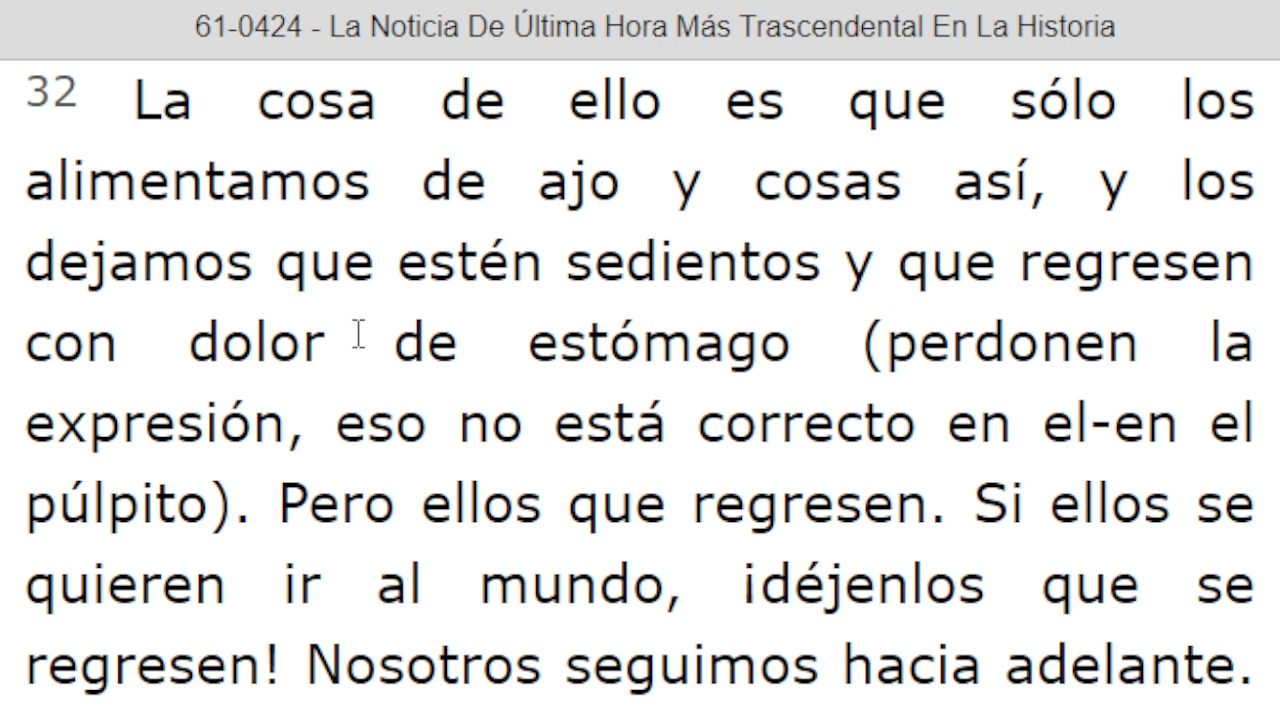 61-0424 - La Noticia De Última Hora Más Trascendental En La Historia
32 La cosa de ello es que sólo los
alimentamos de ajo y cosas así, y los
dejamos que estén sedientos y que regresen
con dolor de estómago (perdonen la
expresión, eso no está correcto en el-en el
púlpito). Pero ellos que regresen. Si ellos se
quieren ir al mundo, ¡déjenlos que se
regresen! Nosotros seguimos hacia adelante.